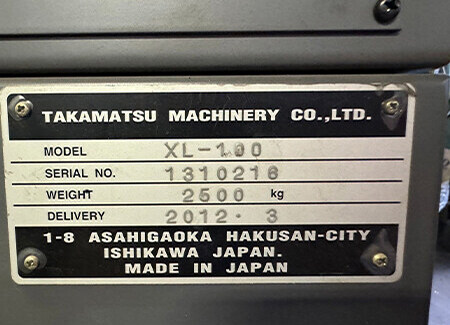 TAKAMATSU MACHINERY CO.,LTD.
MODEL XL-100
SERIAL NO. 1310216
WEIGHT 2500 kg
DELIVERY 2012・3
1-8 ASAHIGAOKA HAKUSAN-CITY
ISHIKAWA JAPAN.
MADE IN JAPAN